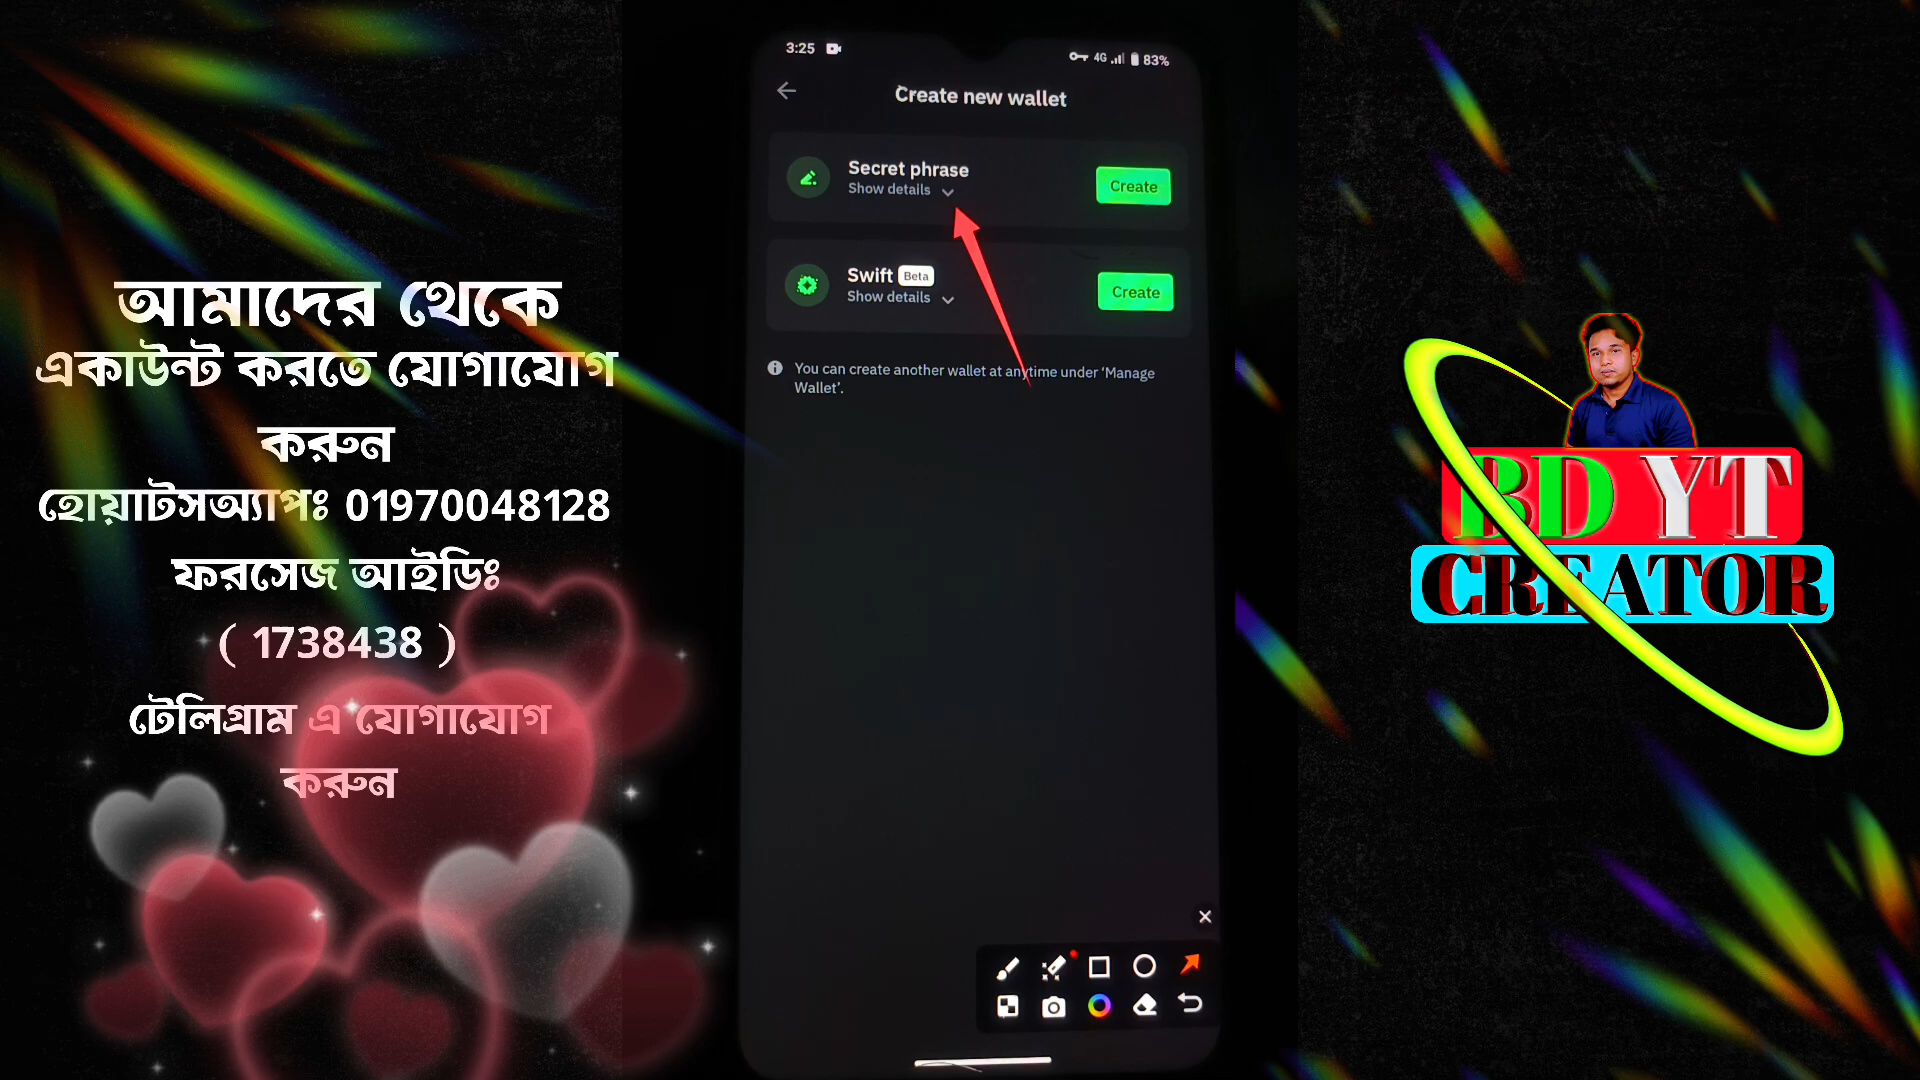 আমাদের থেকে
একাউন্ট করতে যোগাযোগ
করুন
হোয়াটসঅ্যাপঃ 01970048128
ফরসেজ আইডিঃ
( 1738438 )
টেলিগ্রাম এ যোগাযোগ
করুন
3:25
4G 83%
Create new wallet
Secret phrase
Show details
Create
Swift Beta
Show details
Create
You can create another wallet at anytime under ‘Manage
Wallet’.
BD YT
CREATOR